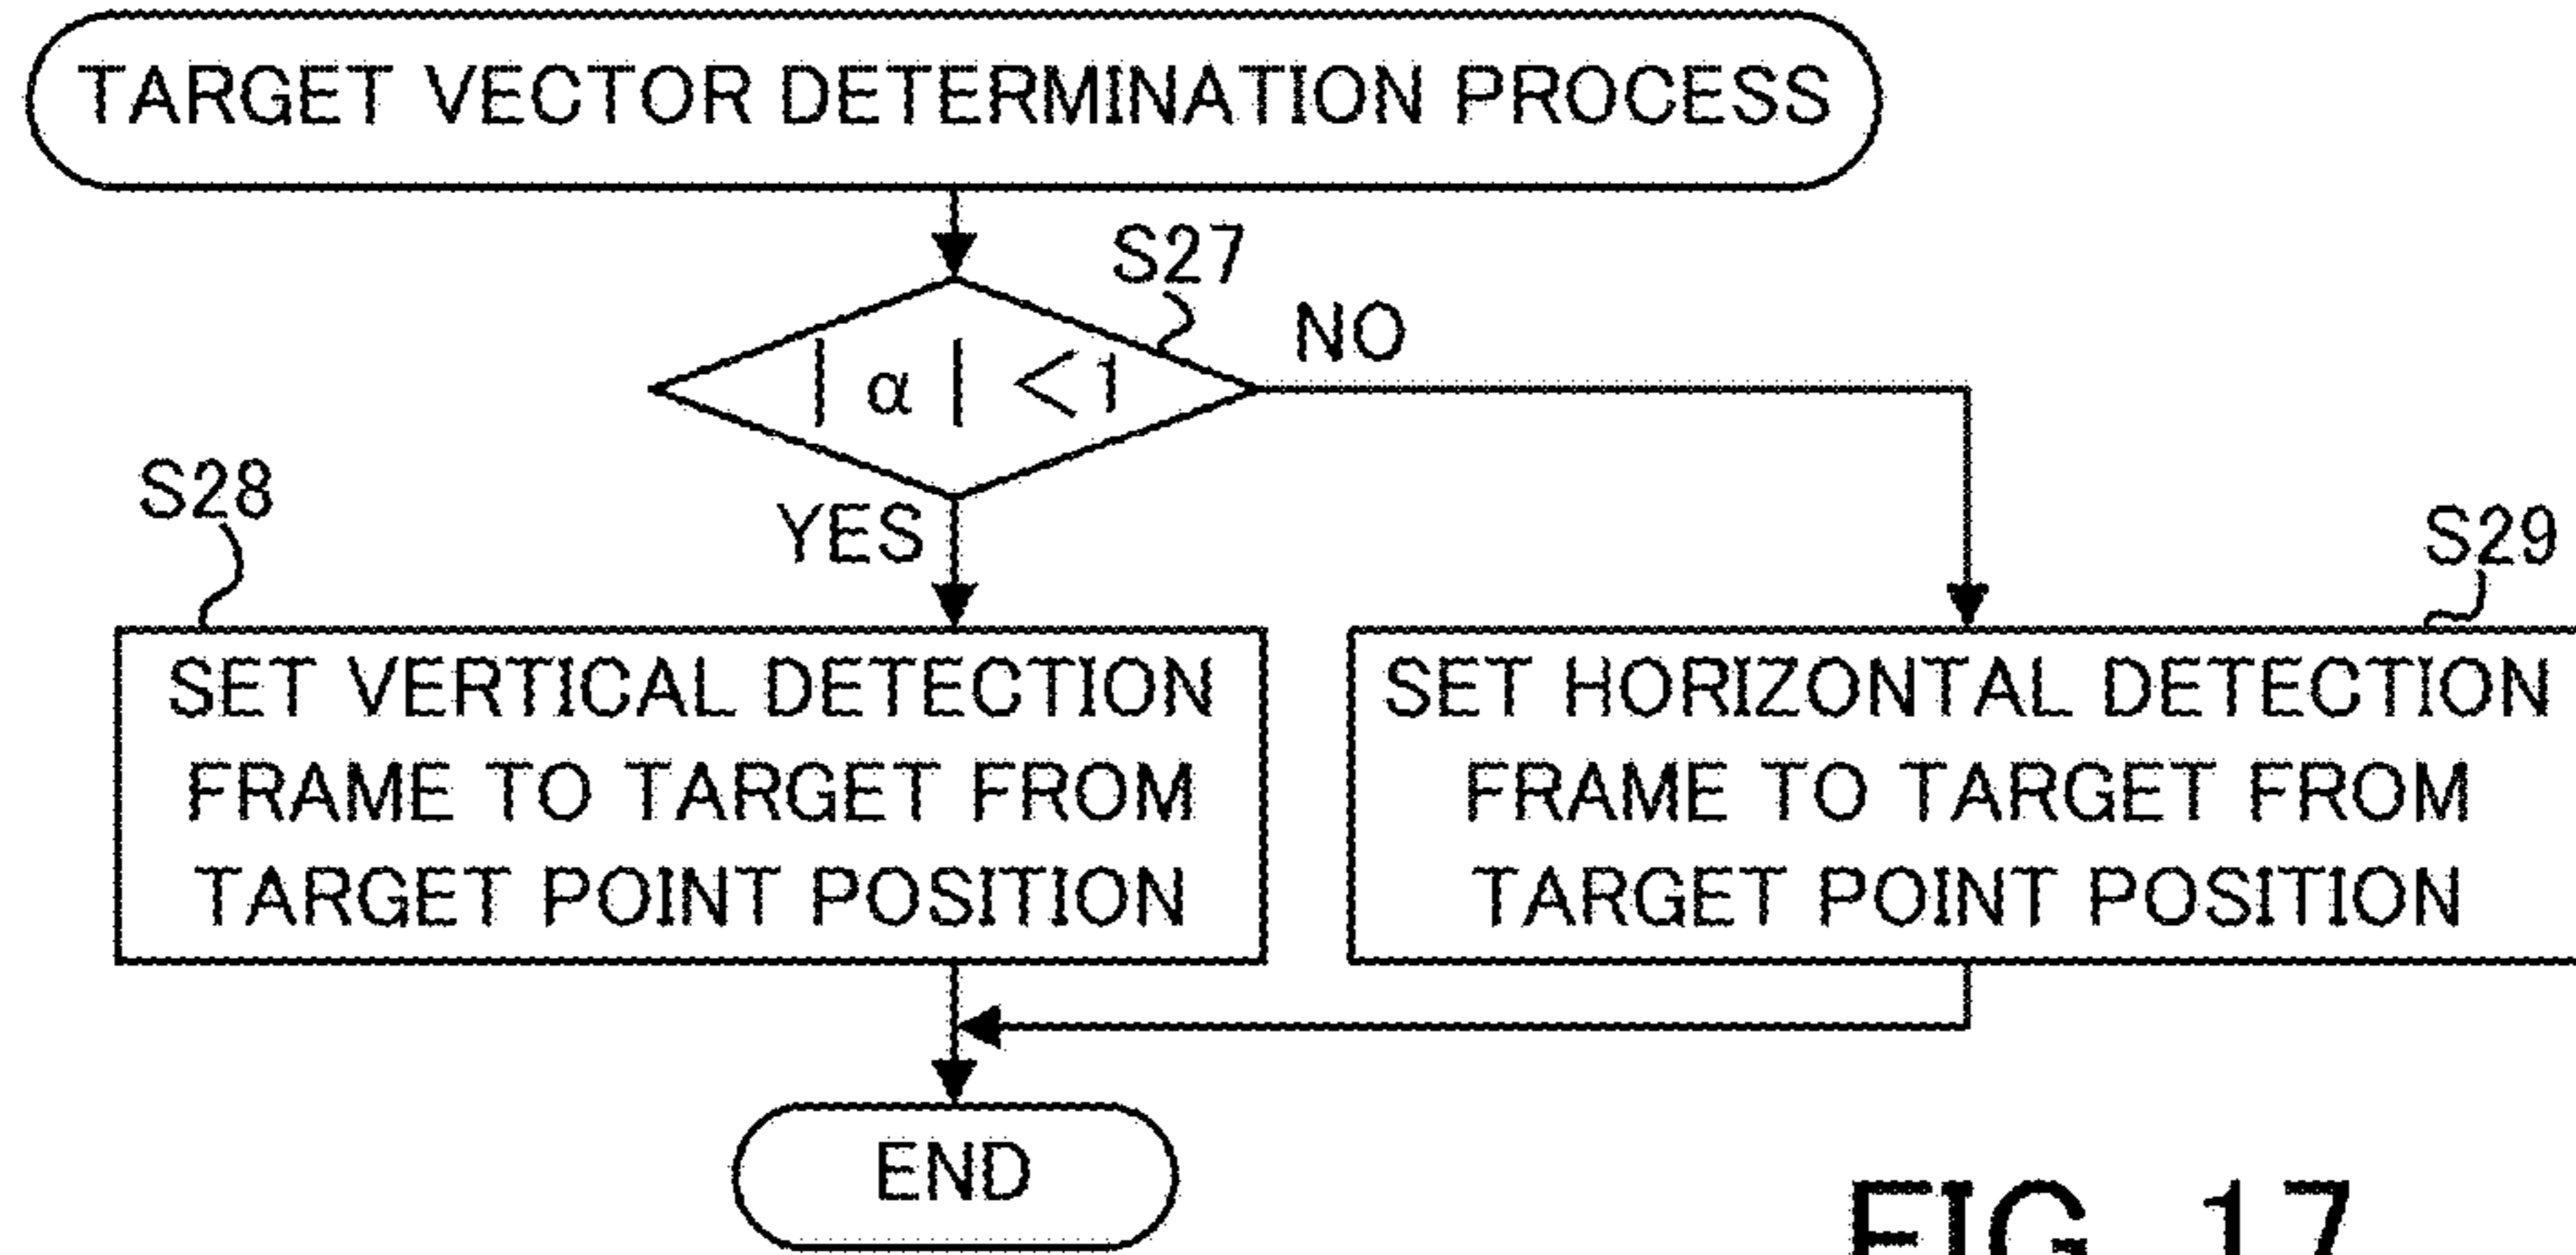 TARGET VECTOR DETERMINATION PROCESS
S27
| α | <1
NO
YES
S28
SET VERTICAL DETECTION
FRAME TO TARGET FROM
TARGET POINT POSITION
S29
SET HORIZONTAL DETECTION
FRAME TO TARGET FROM
TARGET POINT POSITION
END
FIG. 17